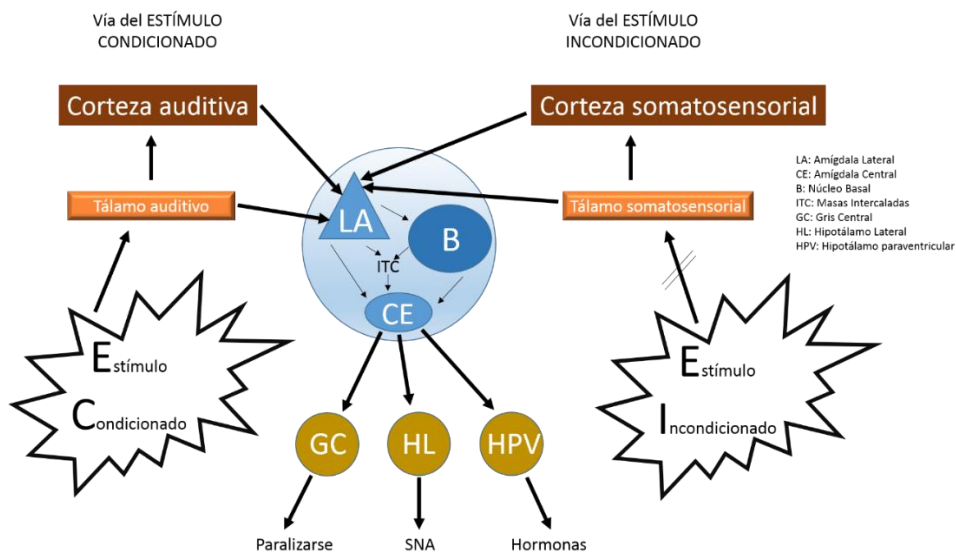 Vía del ESTÍMULO
CONDICIONADO
Vía del ESTÍMULO
INCONDICIONADO
Corteza auditiva
Corteza somatosensorial
LA: Amígdala Lateral
CE: Amígdala Central
B: Núcleo Basal
ITC: Masas Intercaladas
GC: Gris Central
HL: Hipotálamo Lateral
HPV: Hipotálamo paraventricular
Tálamo auditivo
LA
Tálamo somatosensorial
B
ITC
CE
Estímulo
Condicionado
Estímulo
Incondicionado
GC
HL
HPV
Paralizarse
SNA
Hormonas